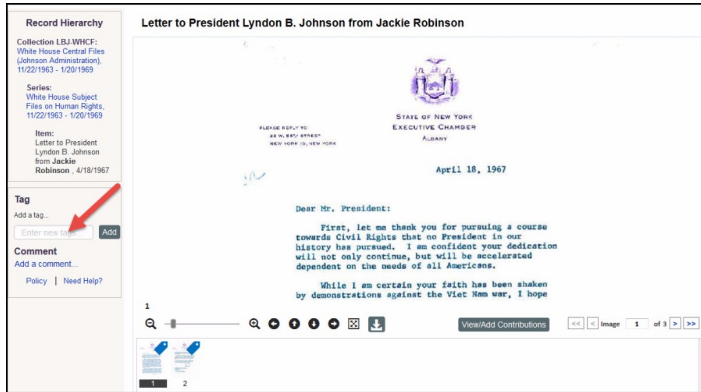 Record Hierarchy
Collection LBJ-WHCF:
White House Central Files
(Johnson Administration),
11/22/1963 - 1/20/1969
Series:
White House Subject
Files on Human Rights,
11/22/1963 - 1/20/1969
Item:
Letter to President
Lyndon B. Johnson
from Jackie
Robinson , 4/18/1967
Tag
Add a tag...
Enter new tags
Add
Comment
Add a comment...
Policy | Need Help?
Letter to President Lyndon B. Johnson from Jackie Robinson
STATE OF NEW YORK
EXECUTIVE CHAMBER
ALBANY
PLEASE REPLY TO:
22 W. 55TH STREET
NEW YORK 19, NEW YORK
April 18, 1967
Dear Mr. President:
First, let me thank you for pursuing a course
towards Civil Rights that no President in our
history has pursued. I am confident your dedication
will not only continue, but will be accelerated
dependent on the needs of all Americans.
While I am certain your faith has been shaken
by demonstrations against the Viet Nam war, I hope
1
View/Add Contributions
<< < Image 1 of 3 > >>
1 2